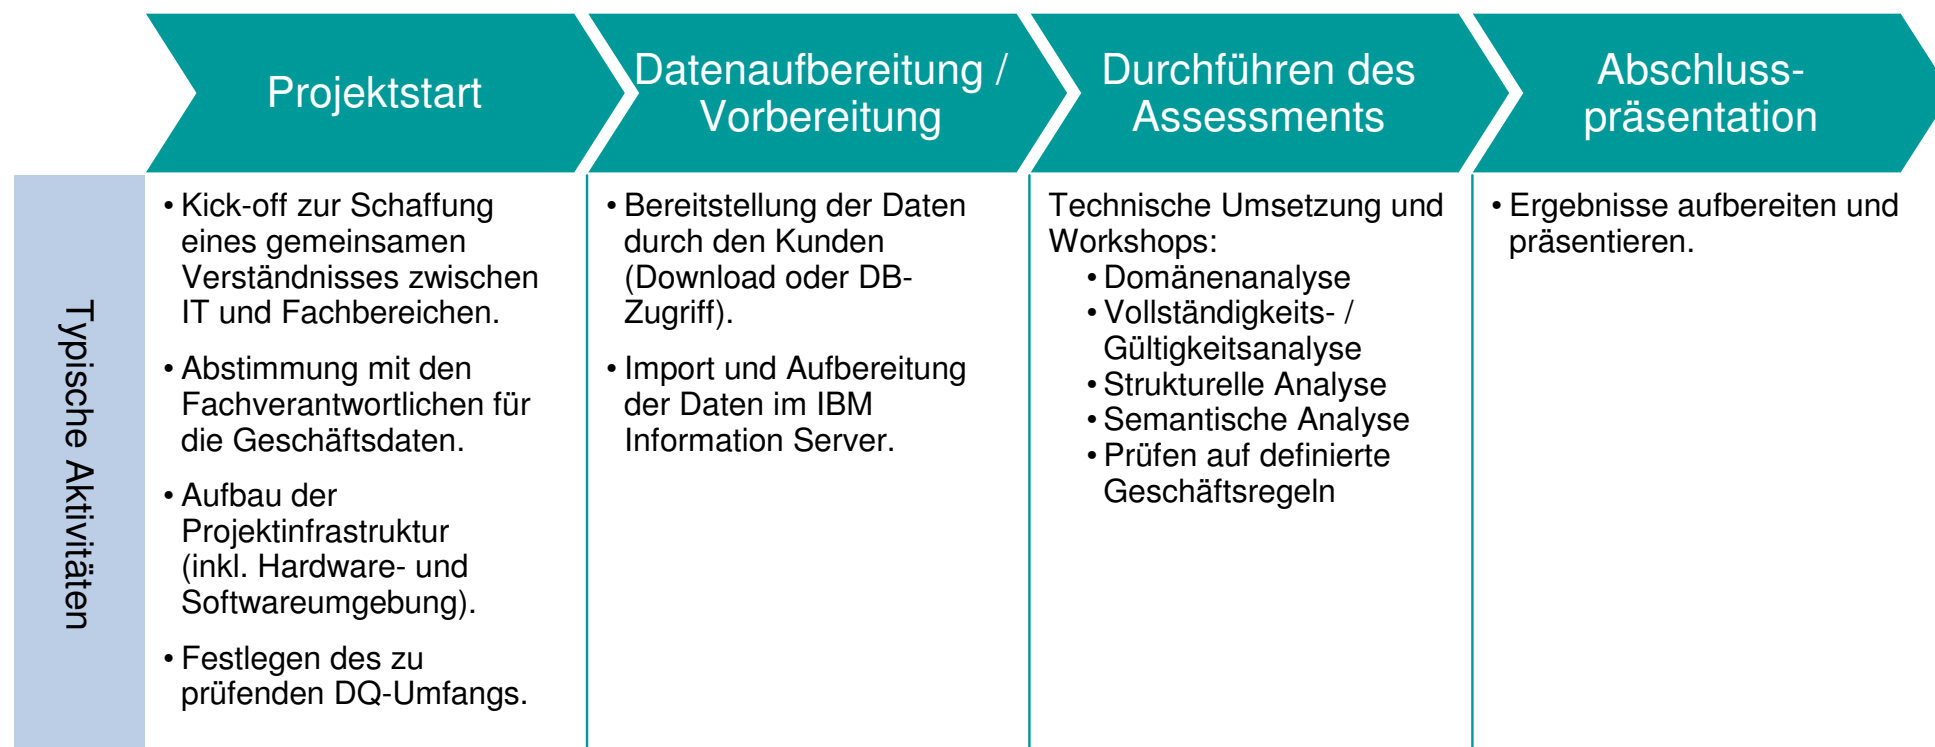 Projektstart
Datenaufbereitung /
Vorbereitung
Durchführen des
Assessments
Abschluss-
präsentation
Typische Aktivitäten
• Kick-off zur Schaffung
eines gemeinsamen
Verständnisses zwischen
IT und Fachbereichen.
• Abstimmung mit den
Fachverantwortlichen für
die Geschäftsdaten.
• Aufbau der
Projektinfrastruktur
(inkl. Hardware- und
Softwareumgebung).
• Festlegen des zu
prüfenden DQ-Umfangs.
• Bereitstellung der Daten
durch den Kunden
(Download oder DB-
Zugriff).
• Import und Aufbereitung
der Daten im IBM
Information Server.
Technische Umsetzung und
Workshops:
• Domänenanalyse
• Vollständigkeits- /
Gültigkeitsanalyse
• Strukturelle Analyse
• Semantische Analyse
• Prüfen auf definierte
Geschäftsregeln
• Ergebnisse aufbereiten und
präsentieren.